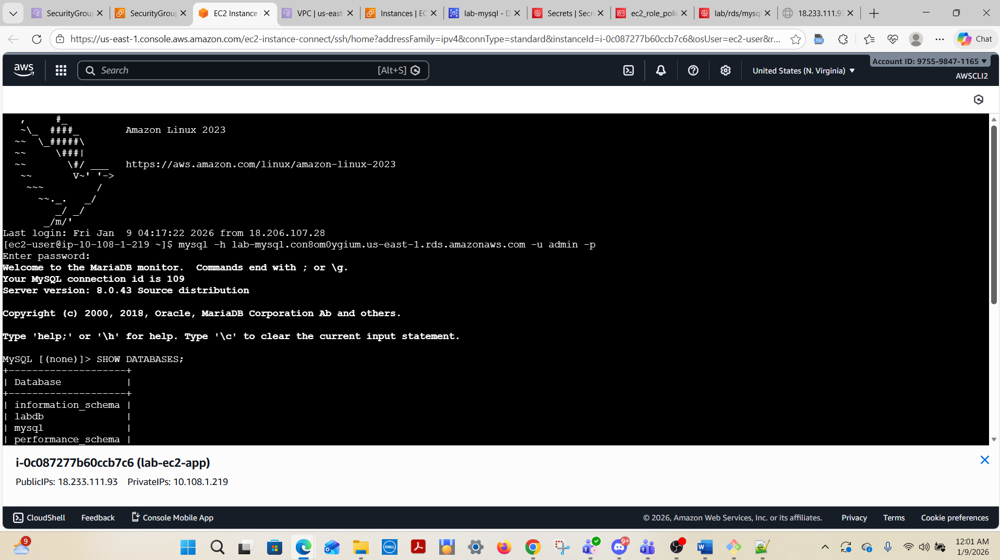 SecurityGroup
SecurityGroup
EC2 Instance
VPC | us-east-
Instances | EC
lab-mysql - D
Secrets | Secr
ec2_role_polic
lab/rds/mysql
18.233.111.93
https://us-east-1.console.aws.amazon.com/ec2-instance-connect/ssh/home?addressFamily=ipv4&connType=standard&instanceId=i-0c087277b60ccb7c6&osUser=ec2-user&r...
Chat
aws
Search
[Alt+S]
United States (N. Virginia)
Account ID: 9755-9847-1165
AWSCLI2
   ,     #_
   ~\_  ####_        Amazon Linux 2023
  ~~  \_#####\
  ~~     \###|
  ~~       \#/ ___   https://aws.amazon.com/linux/amazon-linux-2023
   ~~       V~' '->
    ~~~         /
      ~~._.   _/
         _/ _/
       _/m/'
Last login: Fri Jan  9 04:17:22 2026 from 18.206.107.28
[ec2-user@ip-10-108-1-219 ~]$ mysql -h lab-mysql.con8om0ygium.us-east-1.rds.amazonaws.com -u admin -p
Enter password:
Welcome to the MariaDB monitor.  Commands end with ; or \g.
Your MySQL connection id is 109
Server version: 8.0.43 Source distribution
Copyright (c) 2000, 2018, Oracle, MariaDB Corporation Ab and others.
Type 'help;' or '\h' for help. Type '\c' to clear the current input statement.
MySQL [(none)]> SHOW DATABASES;
+--------------------+
| Database           |
+--------------------+
| information_schema |
| labdb              |
| mysql              |
| performance_schema |
i-0c087277b60ccb7c6 (lab-ec2-app)
PublicIPs: 18.233.111.93    PrivateIPs: 10.108.1.219
CloudShell
Feedback
Console Mobile App
© 2026, Amazon Web Services, Inc. or its affiliates.
Privacy
Terms
Cookie preferences
9
DELL
9+
12:01 AM
1/9/2026